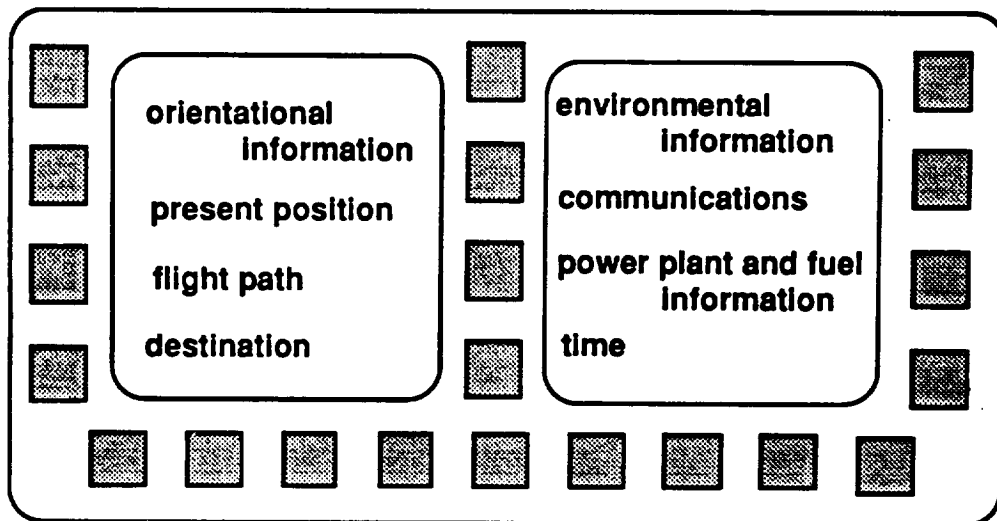 orientational
information
present position
flight path
destination
environmental
information
communications
power plant and fuel
information
time